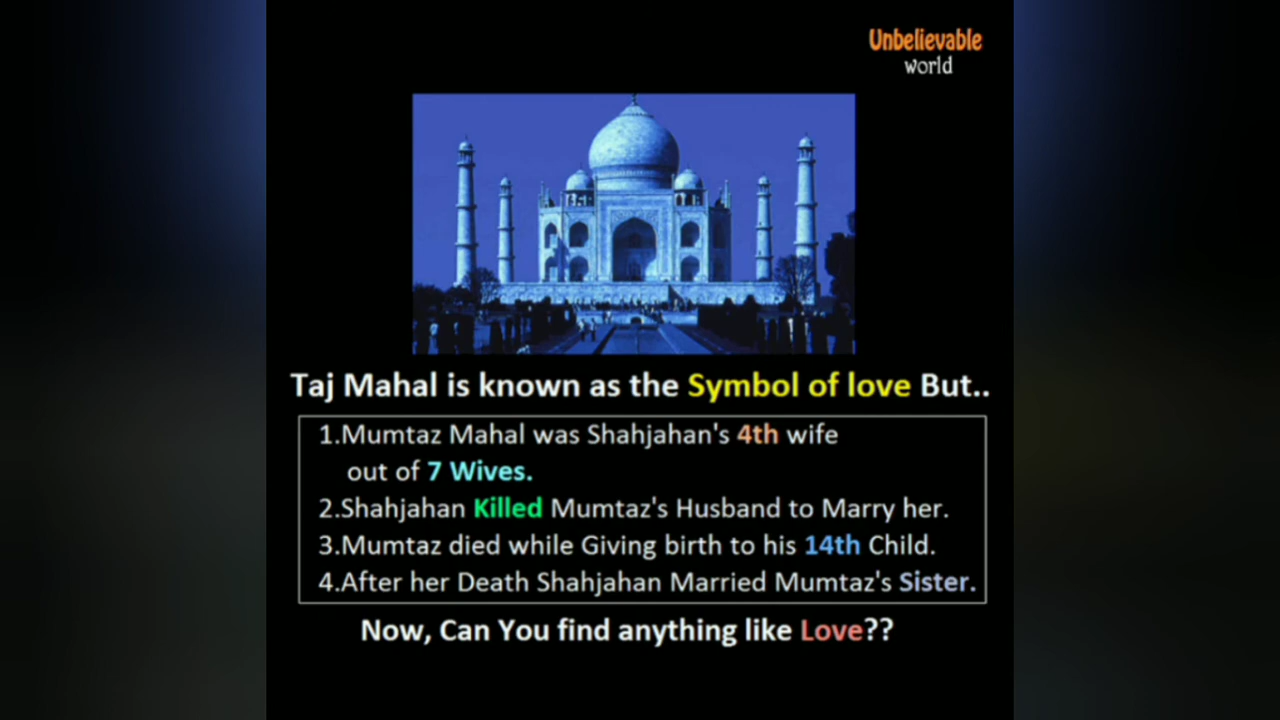 Unbelievable
world
Taj Mahal is known as the Symbol of love But..
1.Mumtaz Mahal was Shahjahan's 4th wife
out of 7 Wives.
2.Shahjahan Killed Mumtaz's Husband to Marry her.
3.Mumtaz died while Giving birth to his 14th Child.
4.After her Death Shahjahan Married Mumtaz's Sister.
Now, Can You find anything like Love??